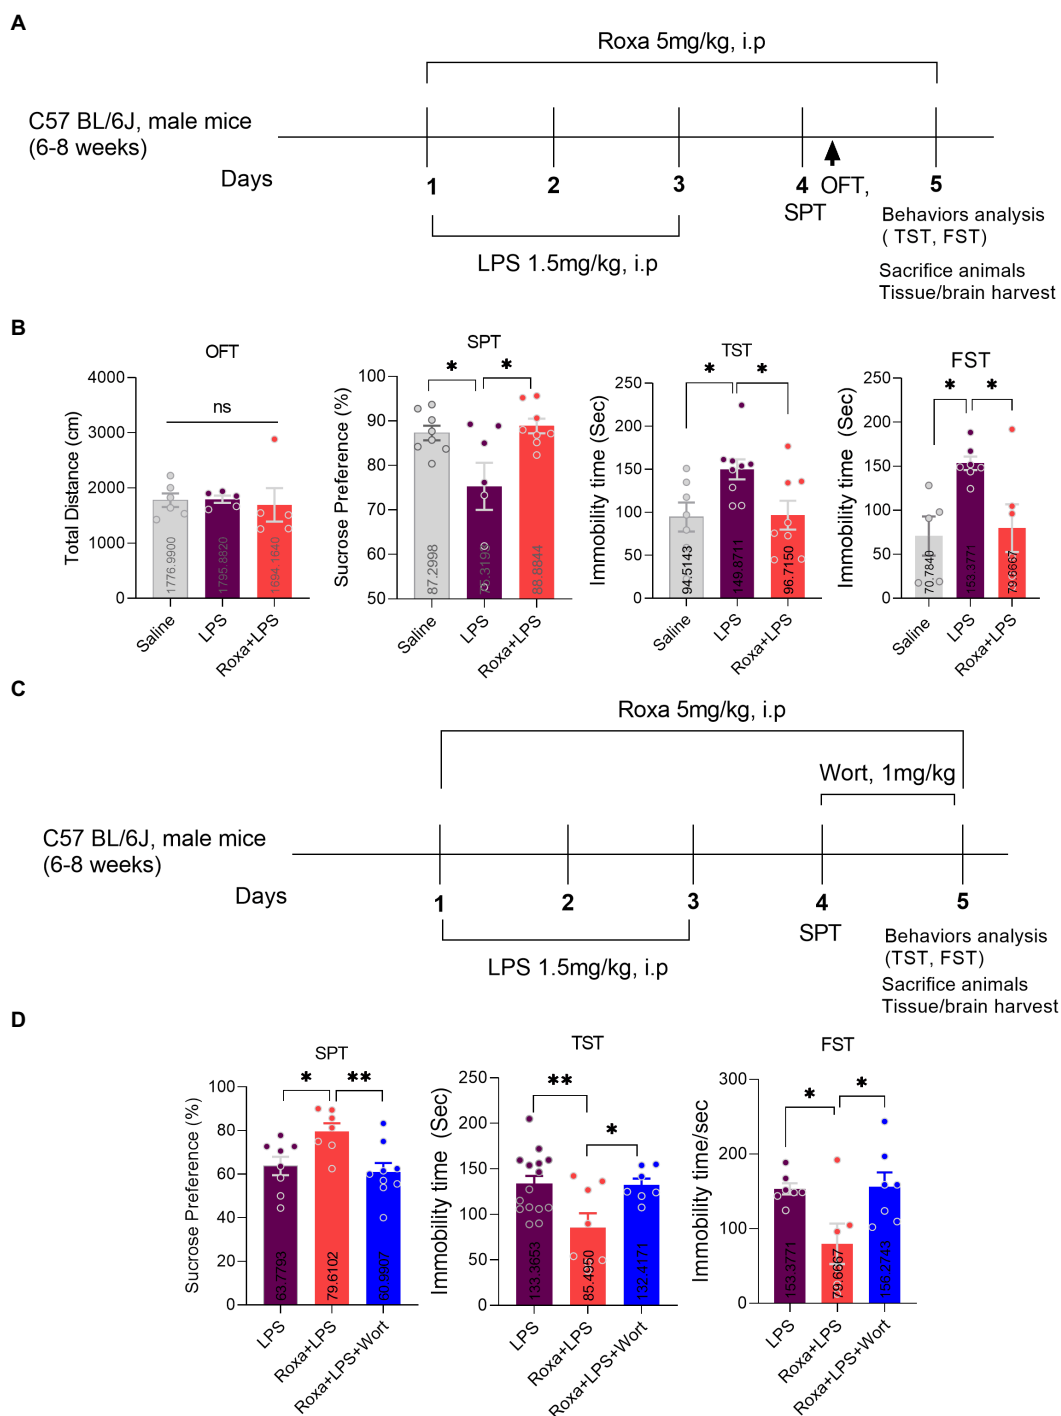 A
Roxa 5mg/kg, i.p
C57 BL/6J, male mice
(6-8 weeks)
Days
1 2 3 4 OFT, 5
SPT
LPS 1.5mg/kg, i.p
Behaviors analysis
( TST, FST)
Sacrifice animals
Tissue/brain harvest
B
OFT
Total Distance (cm)
4000
3000
2000
1000
0
ns
1776.9900
1795.8820
1694.1640
Saline
LPS
Roxa+LPS
SPT
Sucrose Preference (%)
100
90
80
70
60
50
* *
87.2998
88.8844
Saline
LPS
Roxa+LPS
TST
Immobility time (Sec)
250
200
150
100
50
0
* *
94.5143
149.8711
96.7150
Saline
LPS
Roxa+LPS
FST
Immobility time (Sec)
250
200
150
100
50
0
* *
70.7840
153.3771
79.6667
Saline
LPS
Roxa+LPS
C
Roxa 5mg/kg, i.p
Wort, 1mg/kg
C57 BL/6J, male mice
(6-8 weeks)
Days
1 2 3 4 5
SPT
LPS 1.5mg/kg, i.p
Behaviors analysis
(TST, FST)
Sacrifice animals
Tissue/brain harvest
D
SPT
Sucrose Preference (%)
100
80
60
40
20
0
* **
63.7793
79.6102
60.9907
LPS
Roxa+LPS
Roxa+LPS+Wort
TST
Immobility time (Sec)
250
200
150
100
50
0
** *
133.3653
85.4950
132.4171
LPS
Roxa+LPS
Roxa+LPS+Wort
FST
Immobility time/sec
300
200
100
0
* *
153.3771
79.6667
156.2743
LPS
Roxa+LPS
Roxa+LPS+Wort